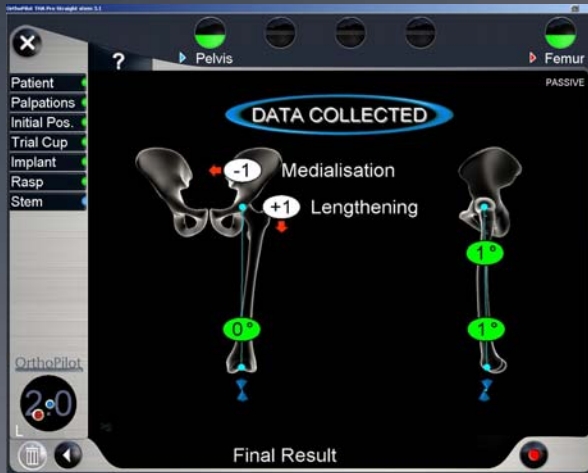 OrthoPilot THA Pro Straight stem 3.1
?
Pelvis
Femur
PASSIVE
Patient
Palpations
Initial Pos.
Trial Cup
Implant
Rasp
Stem
DATA COLLECTED
-1 Medialisation
+1 Lengthening
1°
0°
1°
OrthoPilot
2.0
L
Final Result